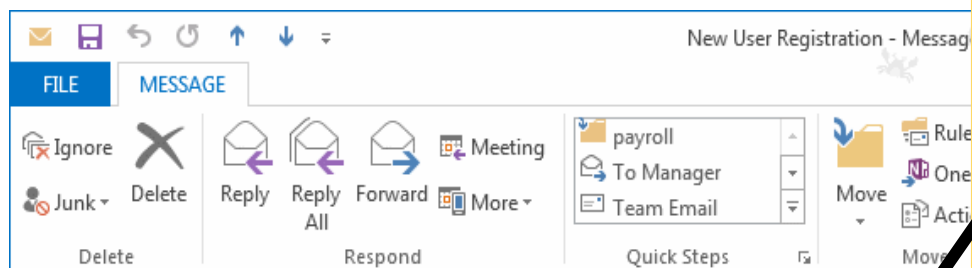 New User Registration - Messag
FILE MESSAGE
Ignore
Junk
Delete
Reply
Reply All
Forward
Meeting
More
payroll
To Manager
Team Email
Move
Rule
One
Acti
Delete Respond Quick Steps Move